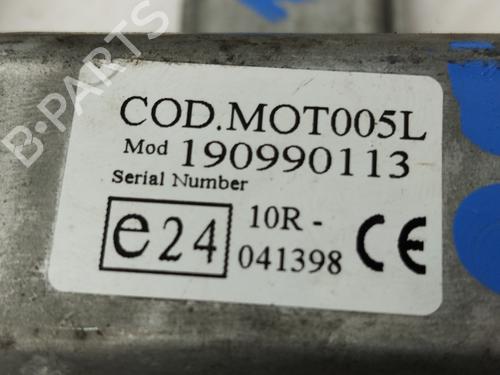 B-PARTS
COD.MOT005L
Mod 190990113
Serial Number
e24
10R -
041398
CE